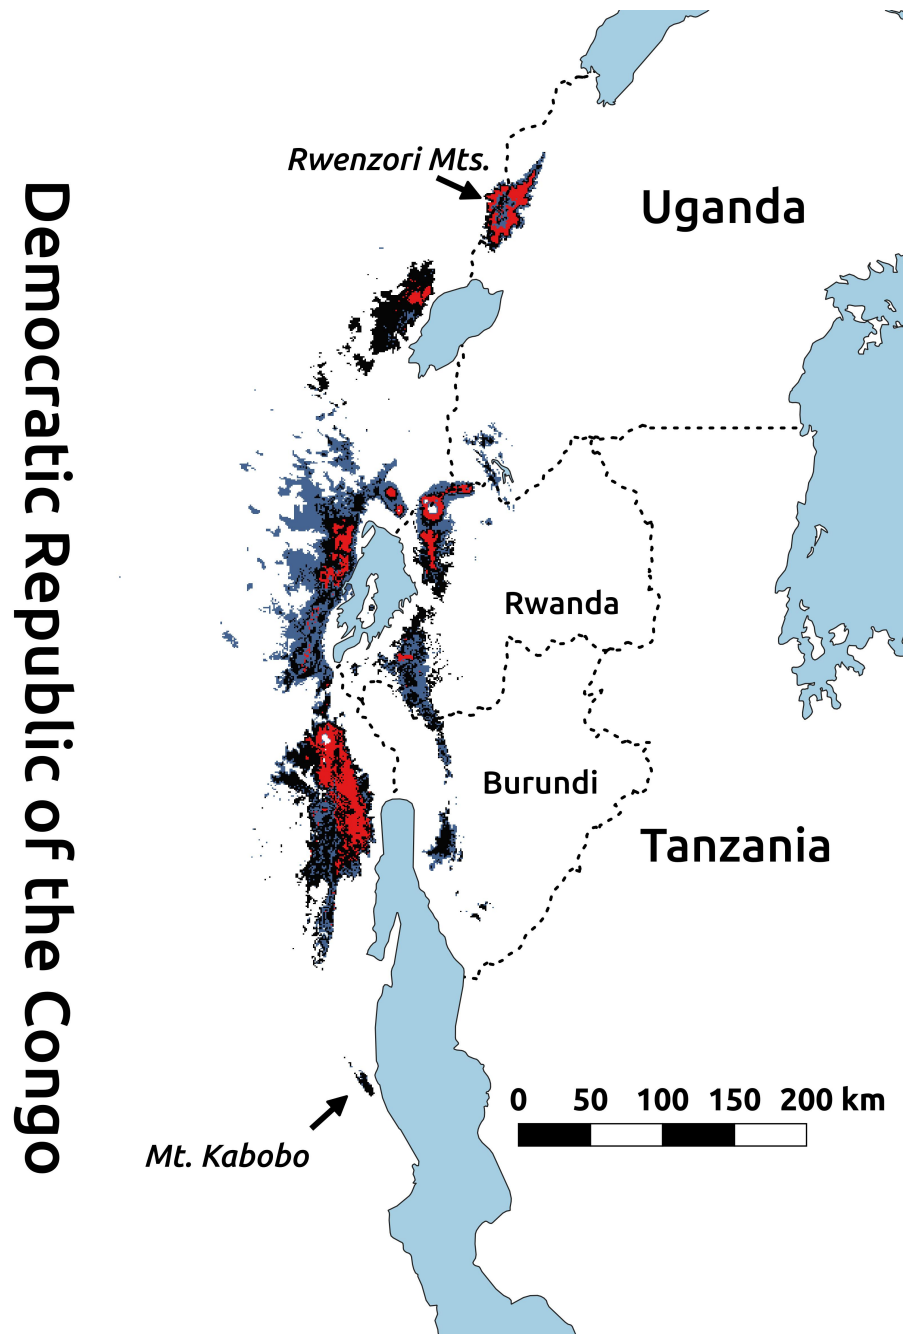 Rwenzori Mts.
Uganda
Democratic Republic of the Congo
Rwanda
Burundi
Tanzania
0 50 100 150 200 km
Mt. Kabobo